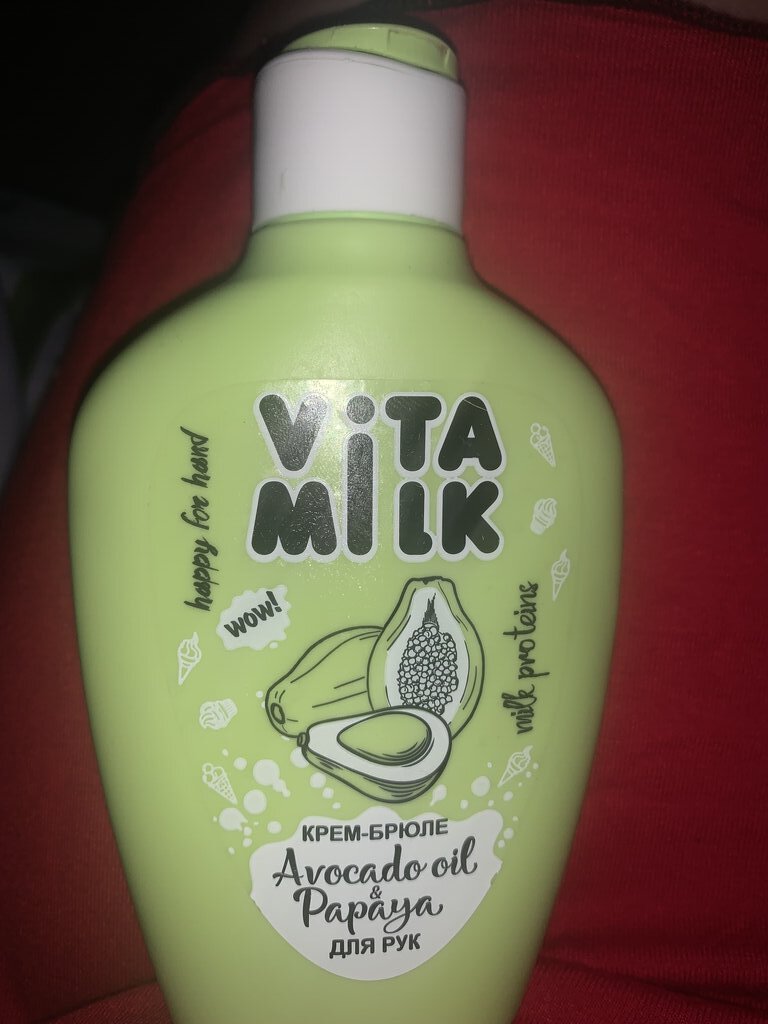 ViTA
MiLK
happy for hand
wow!
milk proteins
КРЕМ-БРЮЛЕ
Avocado oil
&
Papaya
ДЛЯ РУК